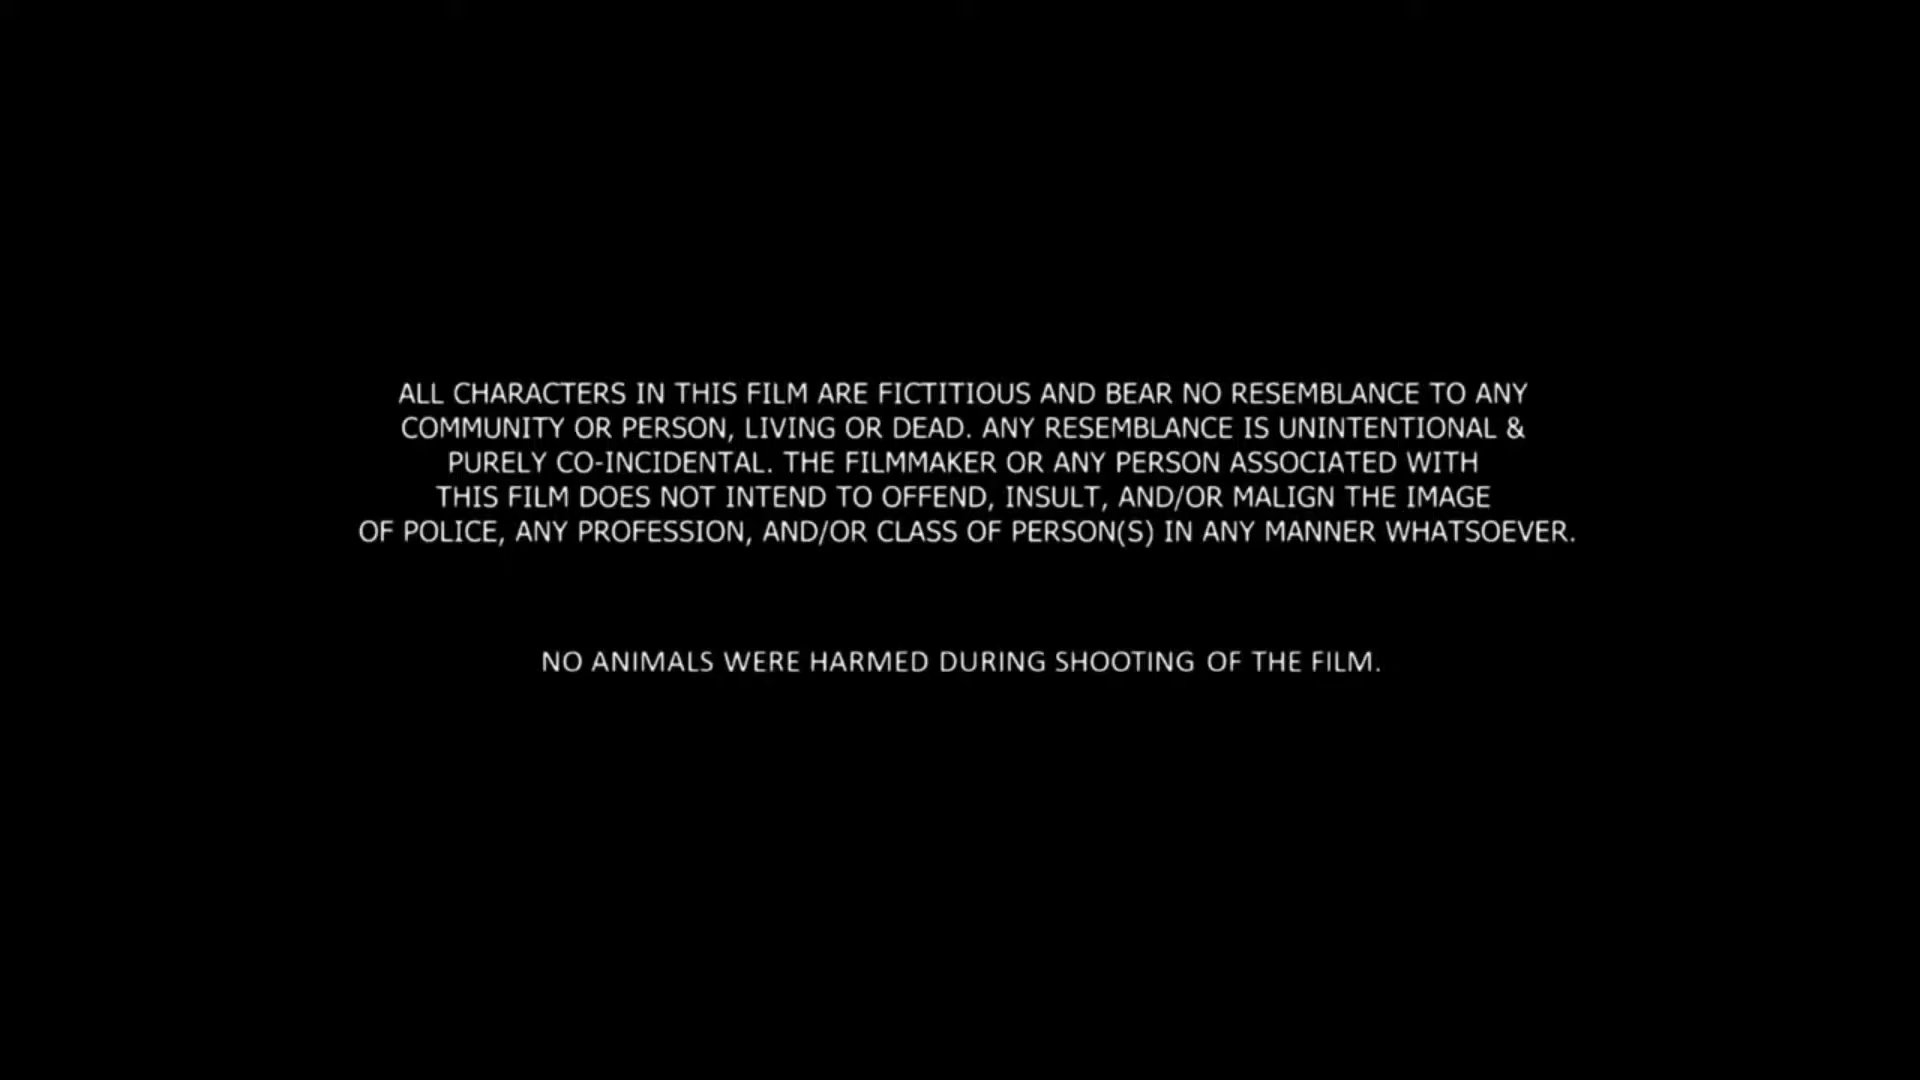 ALL CHARACTERS IN THIS FILM ARE FICTITIOUS AND BEAR NO RESEMBLANCE TO ANY
COMMUNITY OR PERSON, LIVING OR DEAD. ANY RESEMBLANCE IS UNINTENTIONAL &
PURELY CO-INCIDENTAL. THE FILMMAKER OR ANY PERSON ASSOCIATED WITH
THIS FILM DOES NOT INTEND TO OFFEND, INSULT, AND/OR MALIGN THE IMAGE
OF POLICE, ANY PROFESSION, AND/OR CLASS OF PERSON(S) IN ANY MANNER WHATSOEVER.
NO ANIMALS WERE HARMED DURING SHOOTING OF THE FILM.